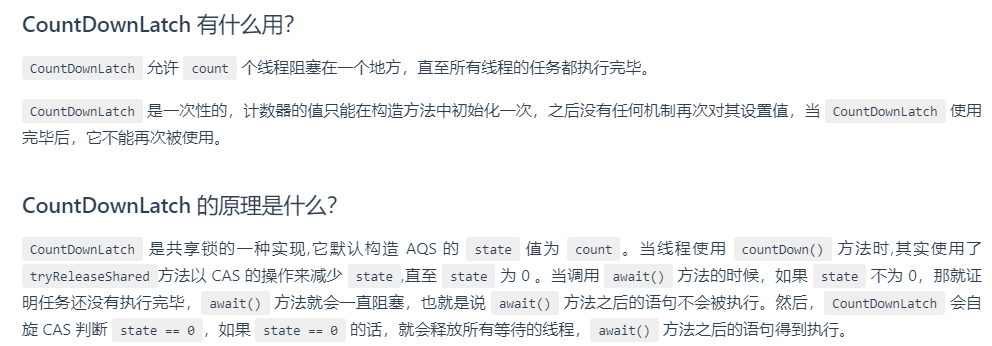 CountDownLatch 有什么用？
CountDownLatch 允许 count 个线程阻塞在一个地方，直至所有线程的任务都执行完毕。
CountDownLatch 是一次性的，计数器的值只能在构造方法中初始化一次，之后没有任何机制再次对其设置值，当 CountDownLatch 使用
完毕后，它不能再次被使用。
CountDownLatch 的原理是什么？
CountDownLatch 是共享锁的一种实现,它默认构造 AQS 的 state 值为 count 。当线程使用 countDown() 方法时,其实使用了
tryReleaseShared 方法以 CAS 的操作来减少 state ,直至 state 为 0 。当调用 await() 方法的时候，如果 state 不为 0，那就证
明任务还没有执行完毕， await() 方法就会一直阻塞，也就是说 await() 方法之后的语句不会被执行。然后， CountDownLatch 会自
旋 CAS 判断 state == 0 ，如果 state == 0 的话，就会释放所有等待的线程， await() 方法之后的语句得到执行。